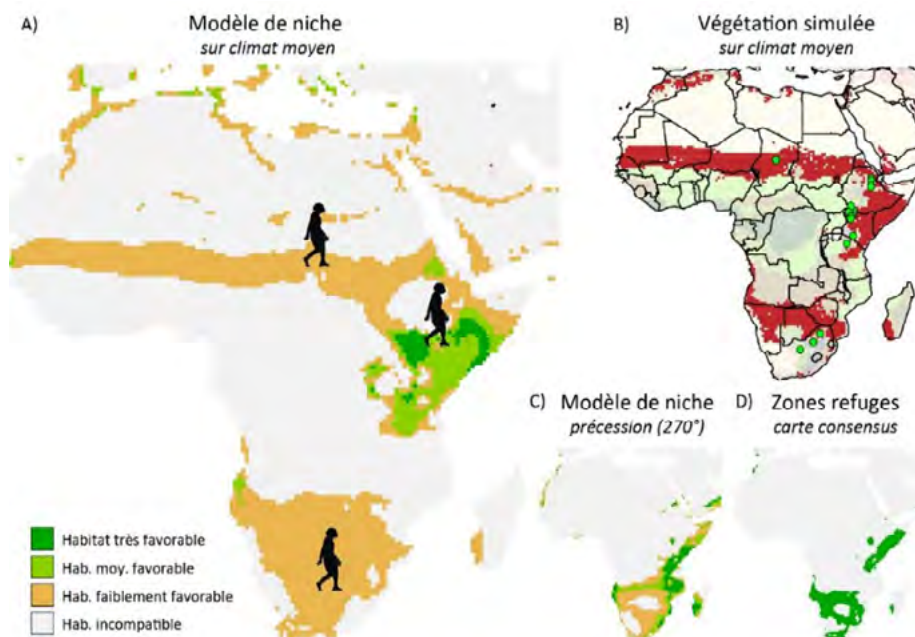 A)
Modèle de niche
sur climat moyen
B)
Végétation simulée
sur climat moyen
C)
Modèle de niche
précession (270°)
D)
Zones refuges
carte consensus
Habitat très favorable
Hab. moy. favorable
Hab. faiblement favorable
Hab. incompatible